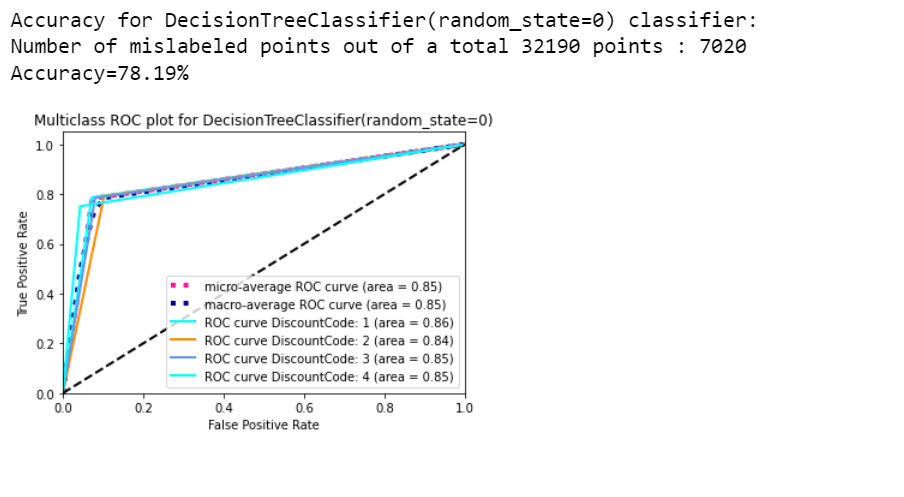 Accuracy for DecisionTreeClassifier(random_state=0) classifier:
Number of mislabeled points out of a total 32190 points : 7020
Accuracy=78.19%
Multiclass ROC plot for DecisionTreeClassifier(random_state=0)
1.0
0.8
0.6
0.4
0.2
0.0
True Positive Rate
micro-average ROC curve (area = 0.85)
macro-average ROC curve (area = 0.85)
ROC curve DiscountCode: 1 (area = 0.86)
ROC curve DiscountCode: 2 (area = 0.84)
ROC curve DiscountCode: 3 (area = 0.85)
ROC curve DiscountCode: 4 (area = 0.85)
0.0 0.2 0.4 0.6 0.8 1.0
False Positive Rate